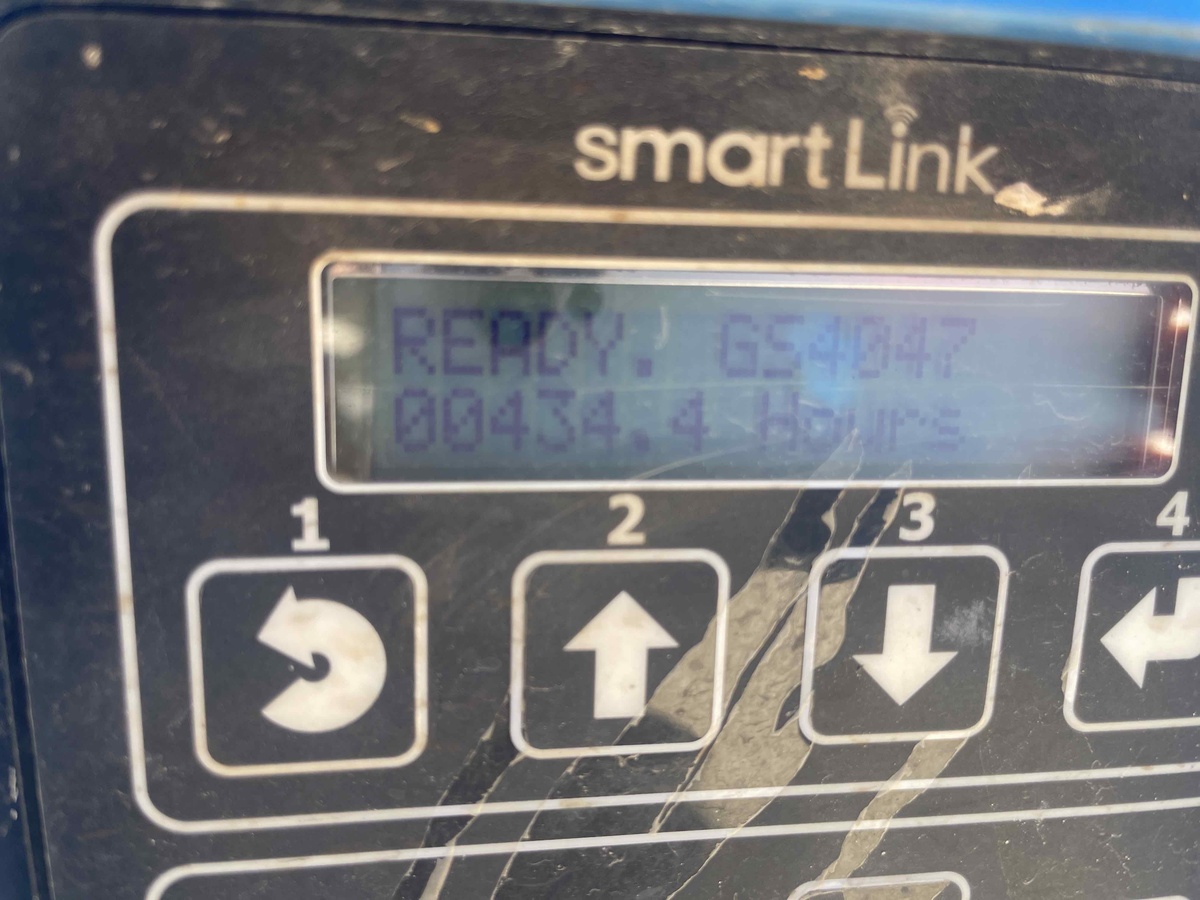 smartLink
READY. GS4047
00434.4 Hours
1 2 3 4